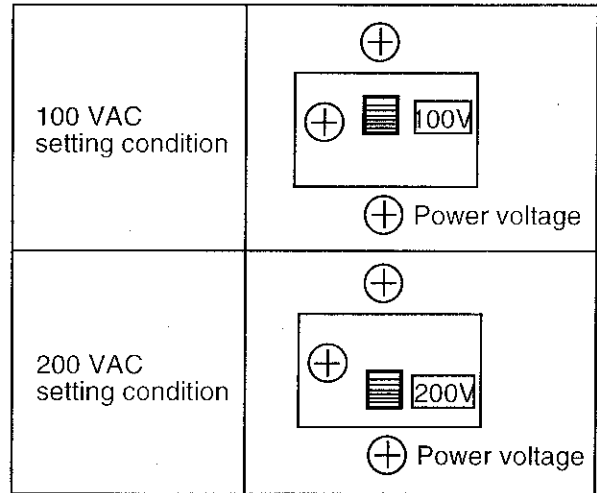 100 VAC
setting condition
100V
Power voltage
200 VAC
setting condition
200V
Power voltage